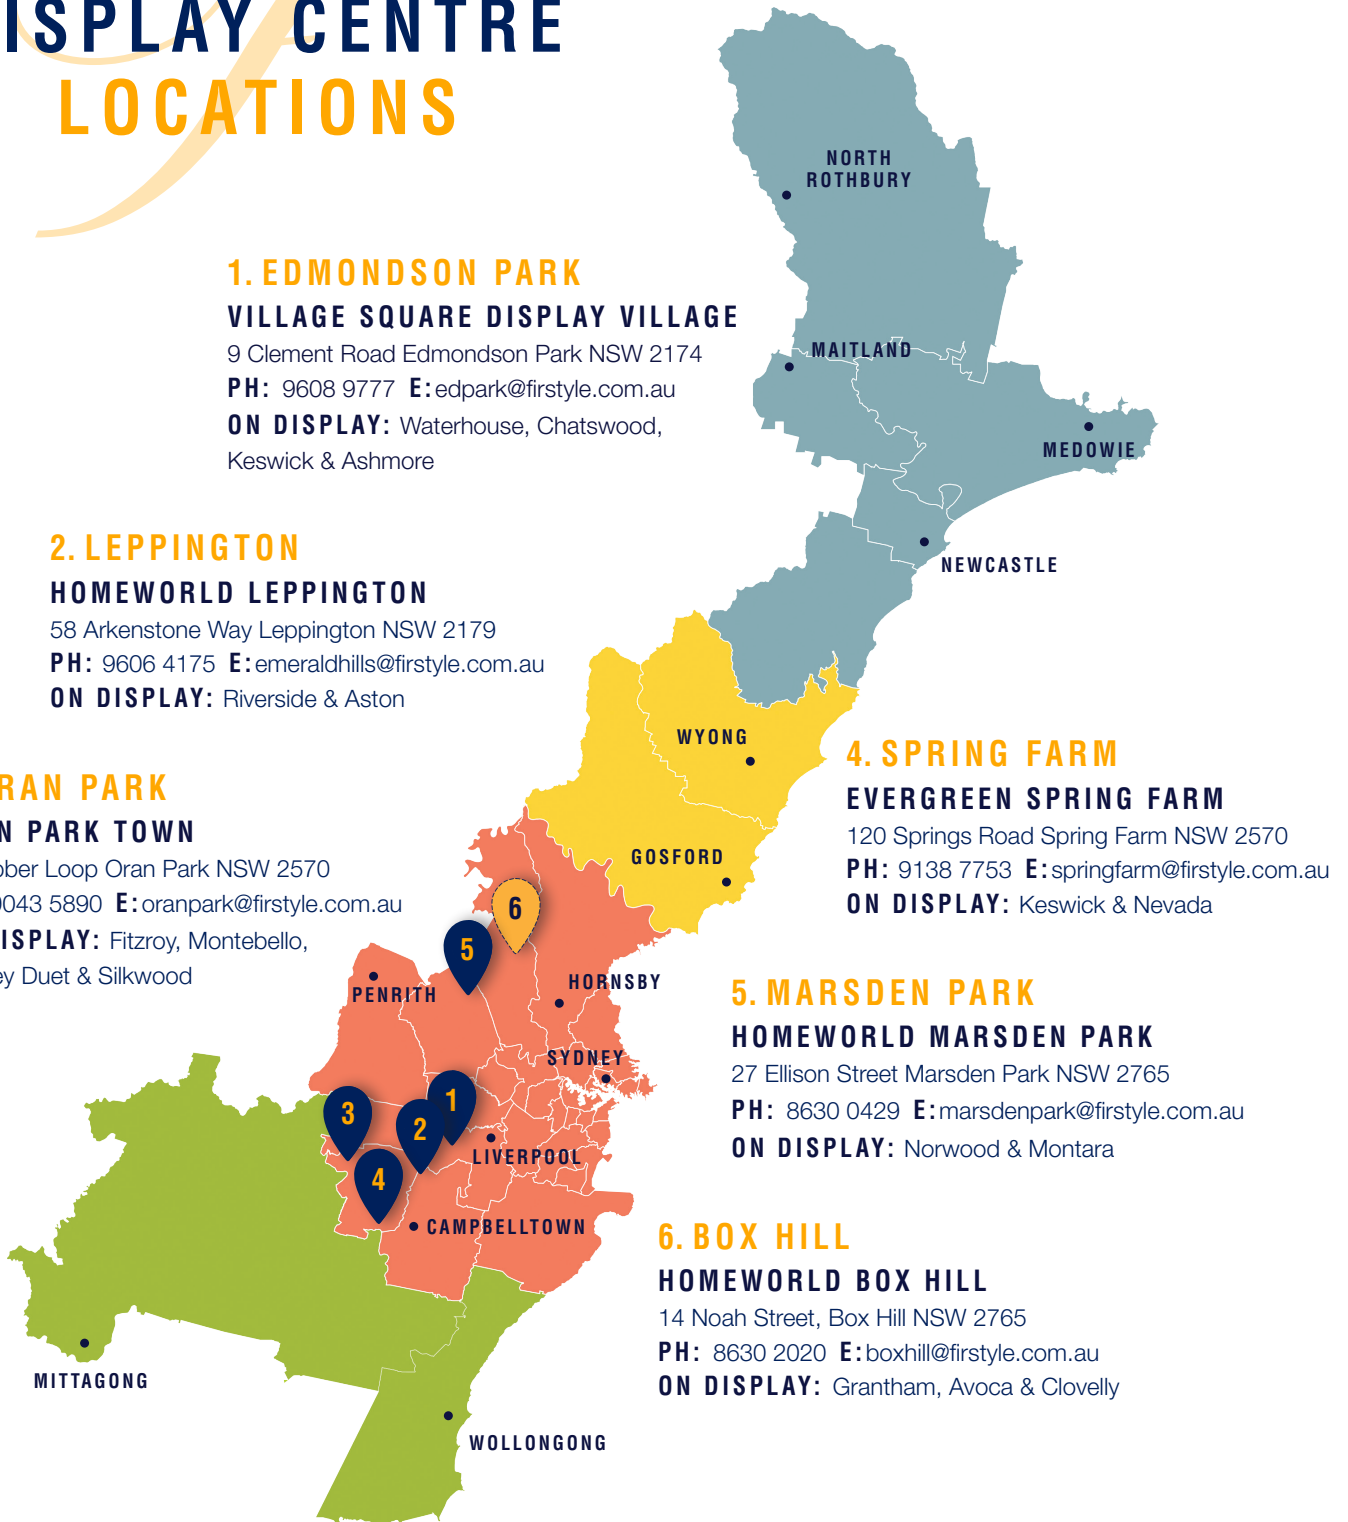 ISPLAY CENTRE
LOCATIONS
1. EDMONDSON PARK
VILLAGE SQUARE DISPLAY VILLAGE
9 Clement Road Edmondson Park NSW 2174
PH: 9608 9777 E: edpark@firstyle.com.au
ON DISPLAY: Waterhouse, Chatswood,
Keswick & Ashmore
2. LEPPINGTON
HOMEWORLD LEPPINGTON
58 Arkenstone Way Leppington NSW 2179
PH: 9606 4175 E: emeraldhills@firstyle.com.au
ON DISPLAY: Riverside & Aston
RAN PARK
N PARK TOWN
ber Loop Oran Park NSW 2570
9043 5890 E: oranpark@firstyle.com.au
ISPLAY: Fitzroy, Montebello,
ey Duet & Silkwood
4. SPRING FARM
EVERGREEN SPRING FARM
120 Springs Road Spring Farm NSW 2570
PH: 9138 7753 E: springfarm@firstyle.com.au
ON DISPLAY: Keswick & Nevada
5. MARSDEN PARK
HOMEWORLD MARSDEN PARK
27 Ellison Street Marsden Park NSW 2765
PH: 8630 0429 E: marsdenpark@firstyle.com.au
ON DISPLAY: Norwood & Montara
6. BOX HILL
HOMEWORLD BOX HILL
14 Noah Street, Box Hill NSW 2765
PH: 8630 2020 E: boxhill@firstyle.com.au
ON DISPLAY: Grantham, Avoca & Clovelly
NORTH
ROTHBURY
MAITLAND
MEDOWIE
NEWCASTLE
WYONG
GOSFORD
6
5
HORNSBY
PENRITH
SYDNEY
1
3
2
LIVERPOOL
4
CAMPBELLTOWN
MITTAGONG
WOLLONGONG